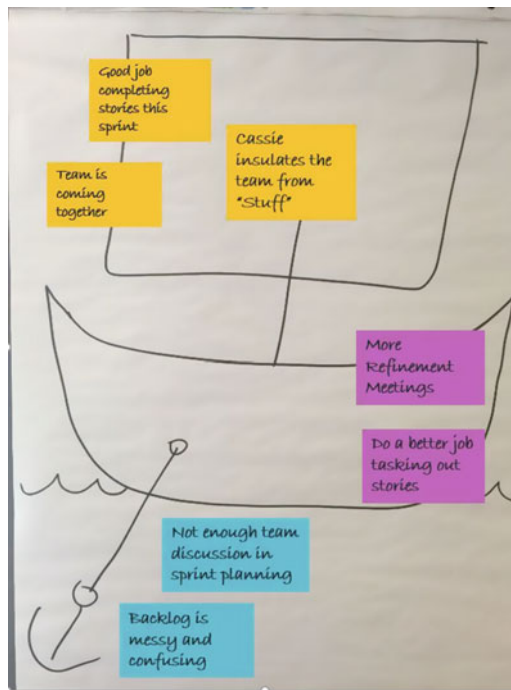 Good job
completing
stories this
sprint
Cassie
insulates the
team from
"Stuff"
Team is
coming
together
More
Refinement
Meetings
Do a better job
tasking out
stories
Not enough team
discussion in
sprint planning
Backlog is
messy and
confusing